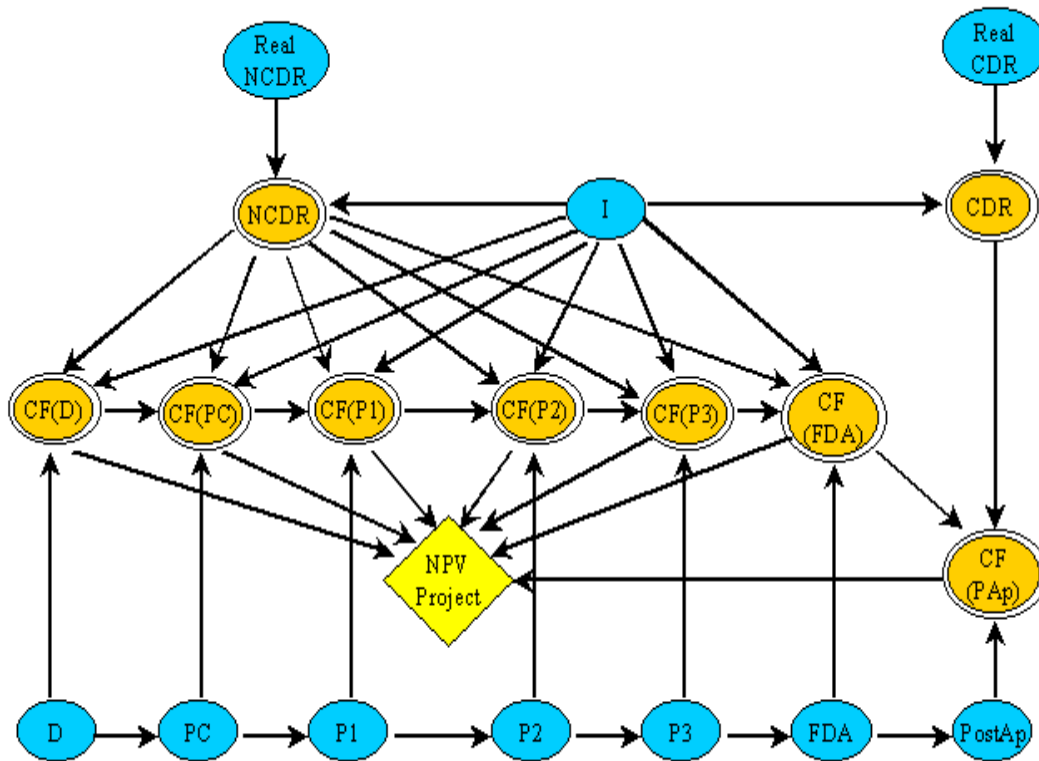 Real
NCDR
Real
CDR
NCDR
I
CDR
CF(D)
CF(PC)
CF(P1)
CF(P2)
CF(P3)
CF
(FDA)
NPV
Project
CF
(PAp)
D
PC
P1
P2
P3
FDA
PostAp